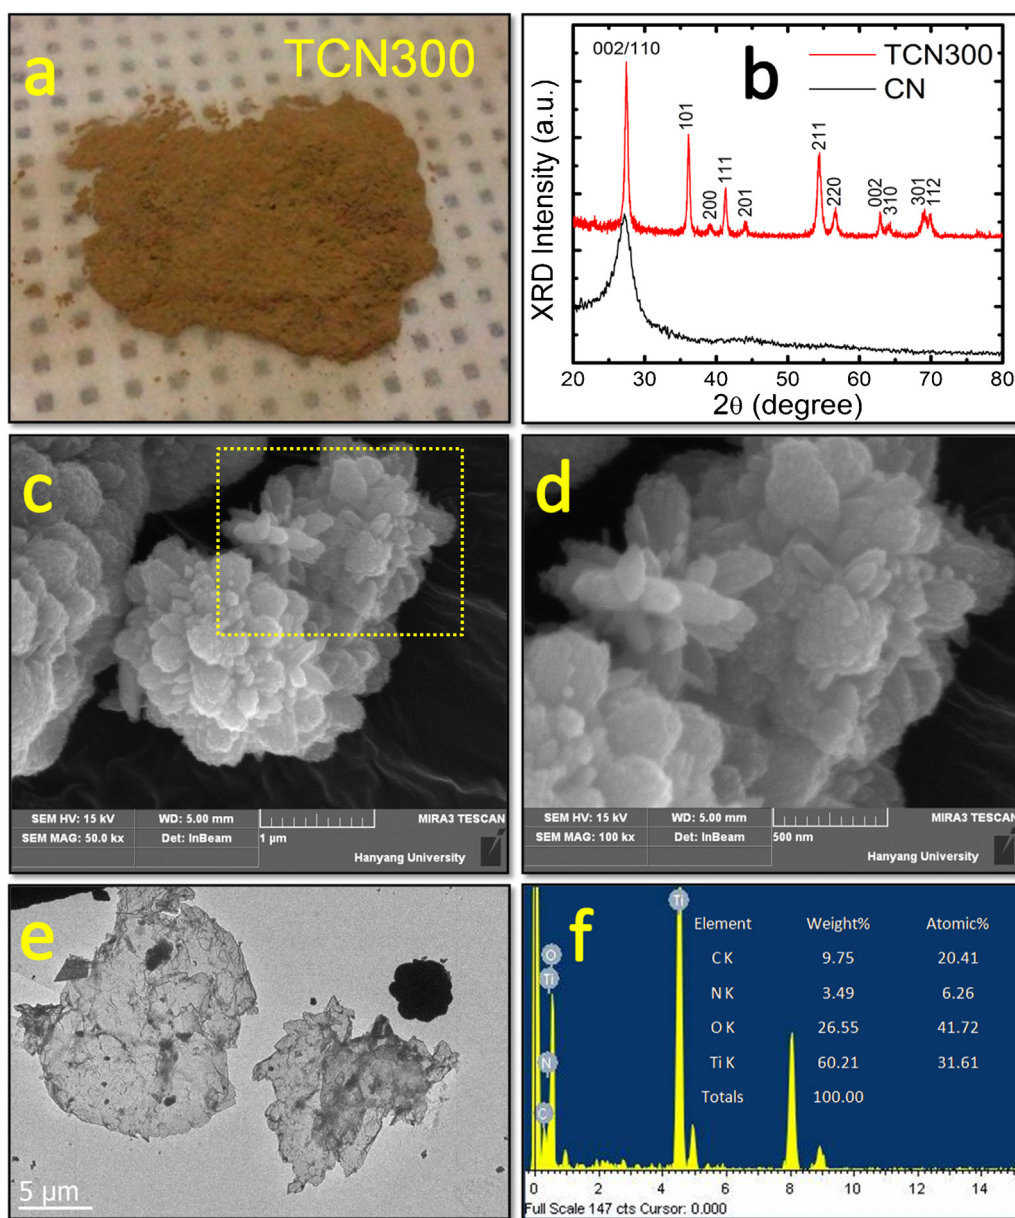 a
TCN300
b
002/110
101
200
111
201
211
220
002
310
301
112
TCN300
CN
XRD Intensity (a.u.)
20 30 40 50 60 70 80
2θ (degree)
c
SEM HV: 15 kV WD: 5.00 mm MIRA3 TESCAN
SEM MAG: 50.0 kx Det: InBeam 1 µm
Hanyang University
d
SEM HV: 15 kV WD: 5.00 mm MIRA3 TESCAN
SEM MAG: 100 kx Det: InBeam 500 nm
Hanyang University
e
5 µm
f
Ti
O
Ti
N
C
Element Weight% Atomic%
C K 9.75 20.41
N K 3.49 6.26
O K 26.55 41.72
Ti K 60.21 31.61
Totals 100.00
0 2 4 6 8 10 12 14
Full Scale 147 cts Cursor: 0.000